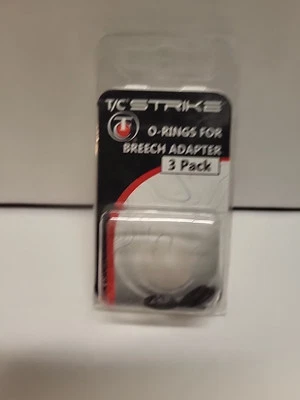 T/C STRIKE
O-RINGS FOR
BREECH ADAPTER
3 Pack